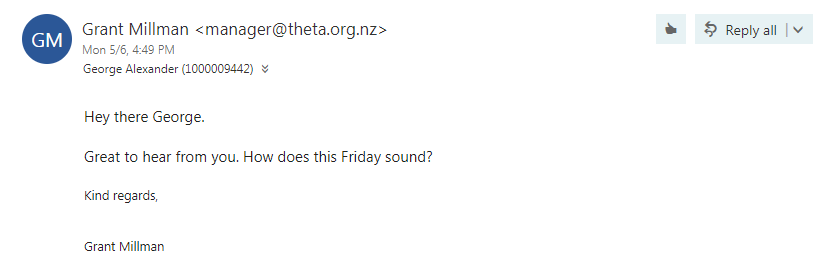 GM
Grant Millman <manager@theta.org.nz>
Reply all
Mon 5/6, 4:49 PM
George Alexander (1000009442)
Hey there George.
Great to hear from you. How does this Friday sound?
Kind regards,
Grant Millman